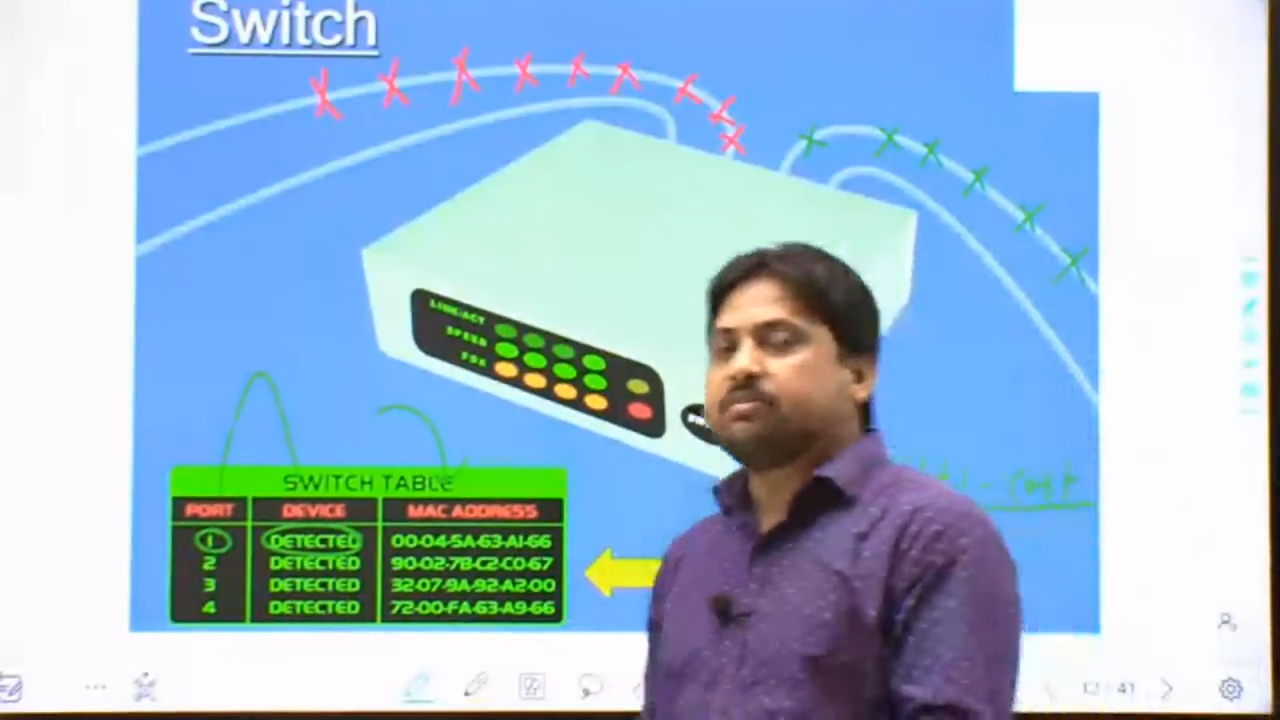 Switch
LINK/ACT
SPEED
FDX
SWITCH TABLE
PORT DEVICE MAC ADDRESS
1 DETECTED 00-04-5A-63-A1-66
2 DETECTED 90-02-7B-C2-C0-67
3 DETECTED 32-07-9A-92-A2-00
4 DETECTED 72-00-FA-63-A9-66
12 / 41